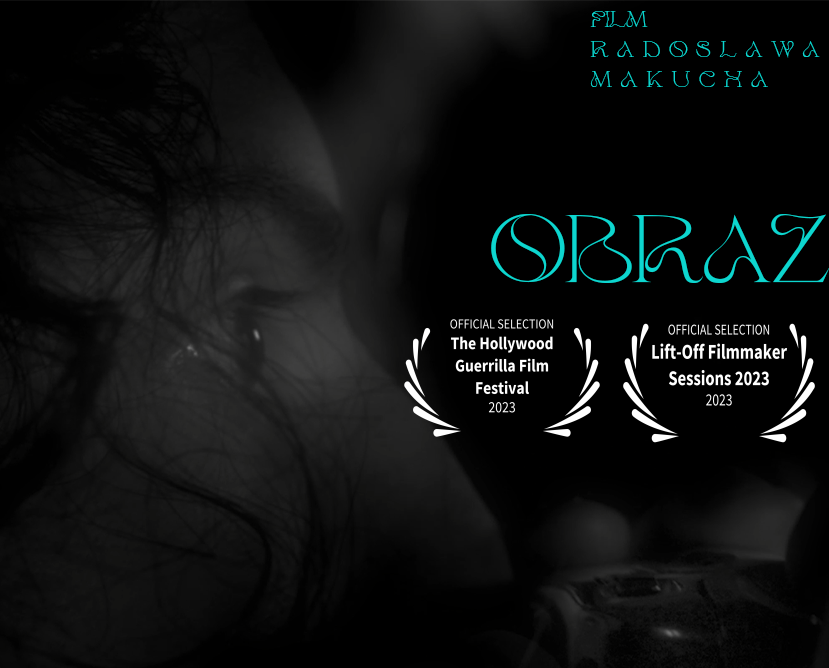 FILM
RADOSLAWA
MAKUCHA
OBRAZ
OFFICIAL SELECTION
The Hollywood
Guerrilla Film
Festival
2023
OFFICIAL SELECTION
Lift-Off Filmmaker
Sessions 2023
2023